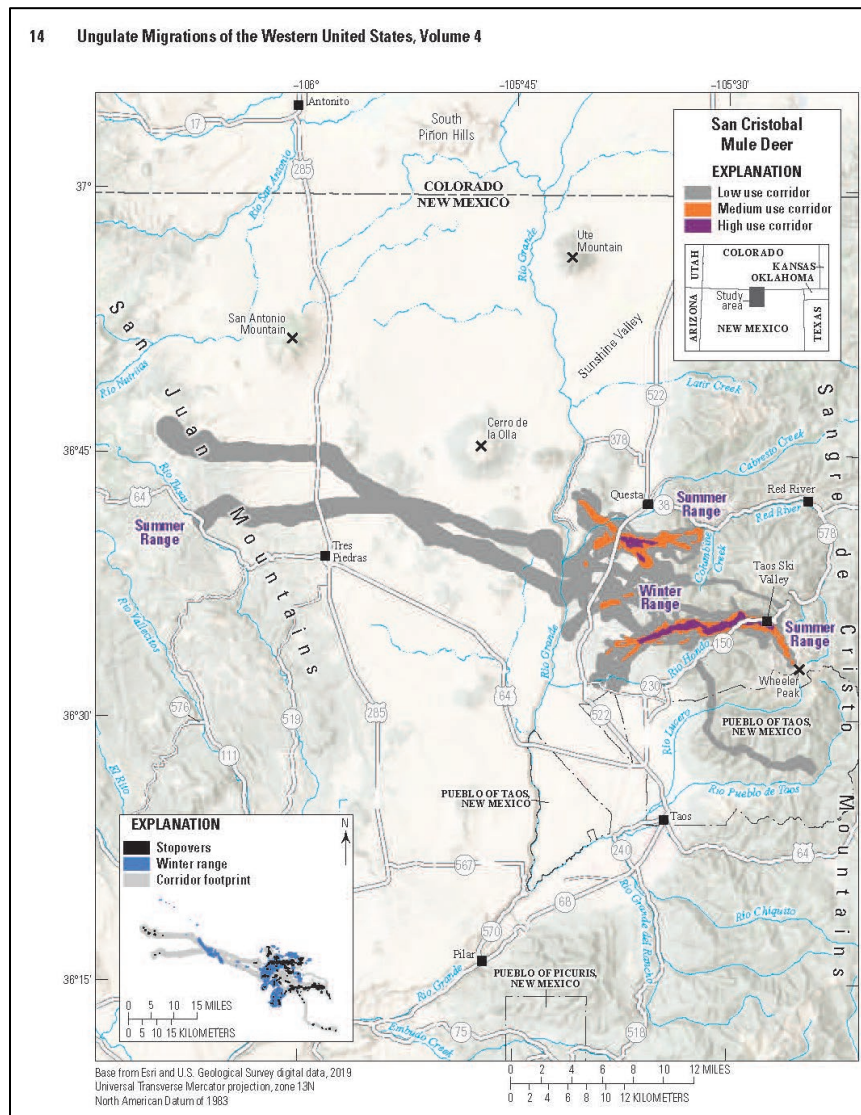 14 Ungulate Migrations of the Western United States, Volume 4
-106°
-105°45'
-105°30'
Antonito
17
South
Piñon Hills
San Cristobal
Mule Deer
EXPLANATION
Low use corridor
Medium use corridor
High use corridor
285
Rio San Antonio
37°
COLORADO
NEW MEXICO
Rio Grande
Ute
Mountain
UTAH
COLORADO
KANSAS
OKLAHOMA
Study
area
ARIZONA
NEW MEXICO
TEXAS
San Antonio
Mountain
Sunshine Valley
Rio Nutritas
San Juan Mountains
Latir Creek
522
Sangre de Cristo Mountains
36°45'
Cerro de
la Olla
378
Cabresto Creek
Rio Tusas
64
Questa
Summer
Range
38
Red River
Red River
Summer
Range
Tres
Piedras
Columbine
Creek
578
Taos Ski
Valley
Winter
Range
Rio Vallecitos
Summer
Range
Rio Grande
Rio Hondo
150
Wheeler
Peak
64
230
36°30'
576
519
285
522
PUEBLO OF TAOS,
NEW MEXICO
111
Rio Lucero
El Rito
Rio Pueblo de Taos
PUEBLO OF TAOS,
NEW MEXICO
Taos
EXPLANATION
N
Stopovers
Winter range
Corridor footprint
240
64
567
68
Rio Grande del Rancho
Rio Chiquito
570
36°15'
Pilar
Rio Grande
PUEBLO OF PICURIS,
NEW MEXICO
0 5 10 15 MILES
0 5 10 15 KILOMETERS
75
518
Embudo Creek
Base from Esri and U.S. Geological Survey digital data, 2019
Universal Transverse Mercator projection, zone 13N
North American Datum of 1983
0 2 4 6 8 10 12 MILES
0 2 4 6 8 10 12 KILOMETERS